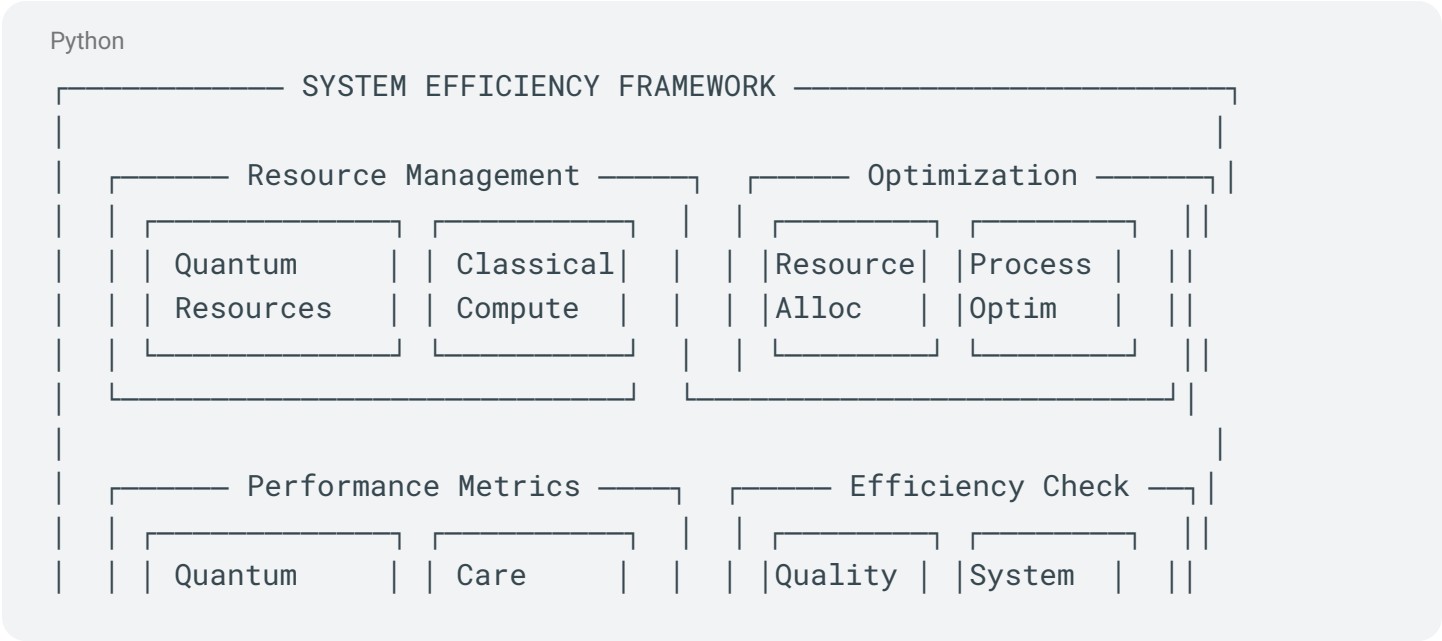 Python
SYSTEM EFFICIENCY FRAMEWORK
Resource Management Optimization
Quantum Classical Resource Process
Resources Compute Alloc Optim
Performance Metrics Efficiency Check
Quantum Care Quality System